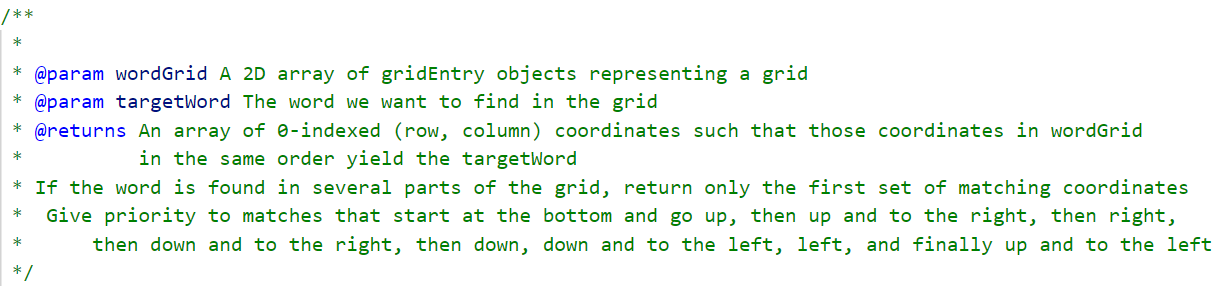 /**
*
* @param wordGrid A 2D array of gridEntry objects representing a grid
* @param targetWord The word we want to find in the grid
* @returns An array of 0-indexed (row, column) coordinates such that those coordinates in wordGrid
* in the same order yield the targetWord
* If the word is found in several parts of the grid, return only the first set of matching coordinates
* Give priority to matches that start at the bottom and go up, then up and to the right, then right,
* then down and to the right, then down, down and to the left, left, and finally up and to the left
*/